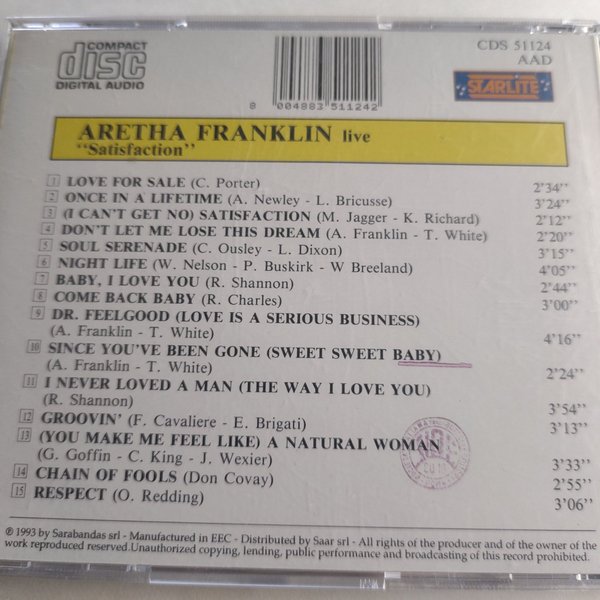 COMPACT
disc
DIGITAL AUDIO
8 004883 511242
CDS 51124
AAD
STARLITE
ARETHA FRANKLIN live
"Satisfaction"
1 LOVE FOR SALE (C. Porter) 2'34''
2 ONCE IN A LIFETIME (A. Newley - L. Bricusse) 3'24''
3 (I CAN'T GET NO) SATISFACTION (M. Jagger - K. Richard) 2'12''
4 DON'T LET ME LOSE THIS DREAM (A. Franklin - T. White) 2'20''
5 SOUL SERENADE (C. Ousley - L. Dixon) 3'15''
6 NIGHT LIFE (W. Nelson - P. Buskirk - W Breeland) 4'05''
7 BABY, I LOVE YOU (R. Shannon) 2'44''
8 COME BACK BABY (R. Charles) 3'00''
9 DR. FEELGOOD (LOVE IS A SERIOUS BUSINESS)
(A. Franklin - T. White) 4'16''
10 SINCE YOU'VE BEEN GONE (SWEET SWEET BABY)
(A. Franklin - T. White) 2'24''
11 I NEVER LOVED A MAN (THE WAY I LOVE YOU)
(R. Shannon) 3'54''
12 GROOVIN' (F. Cavaliere - E. Brigati) 3'13''
13 (YOU MAKE ME FEEL LIKE) A NATURAL WOMAN
(G. Goffin - C. King - J. Wexier) 3'33''
14 CHAIN OF FOOLS (Don Covay) 2'55''
15 RESPECT (O. Redding) 3'06''
℗ 1993 by Sarabandas srl - Manufactured in EEC - Distributed by Saar srl - All rights of the producer and of the owner of the
work reproduced reserved.Unauthorized copying, lending, public performance and broadcasting of this record prohibited.